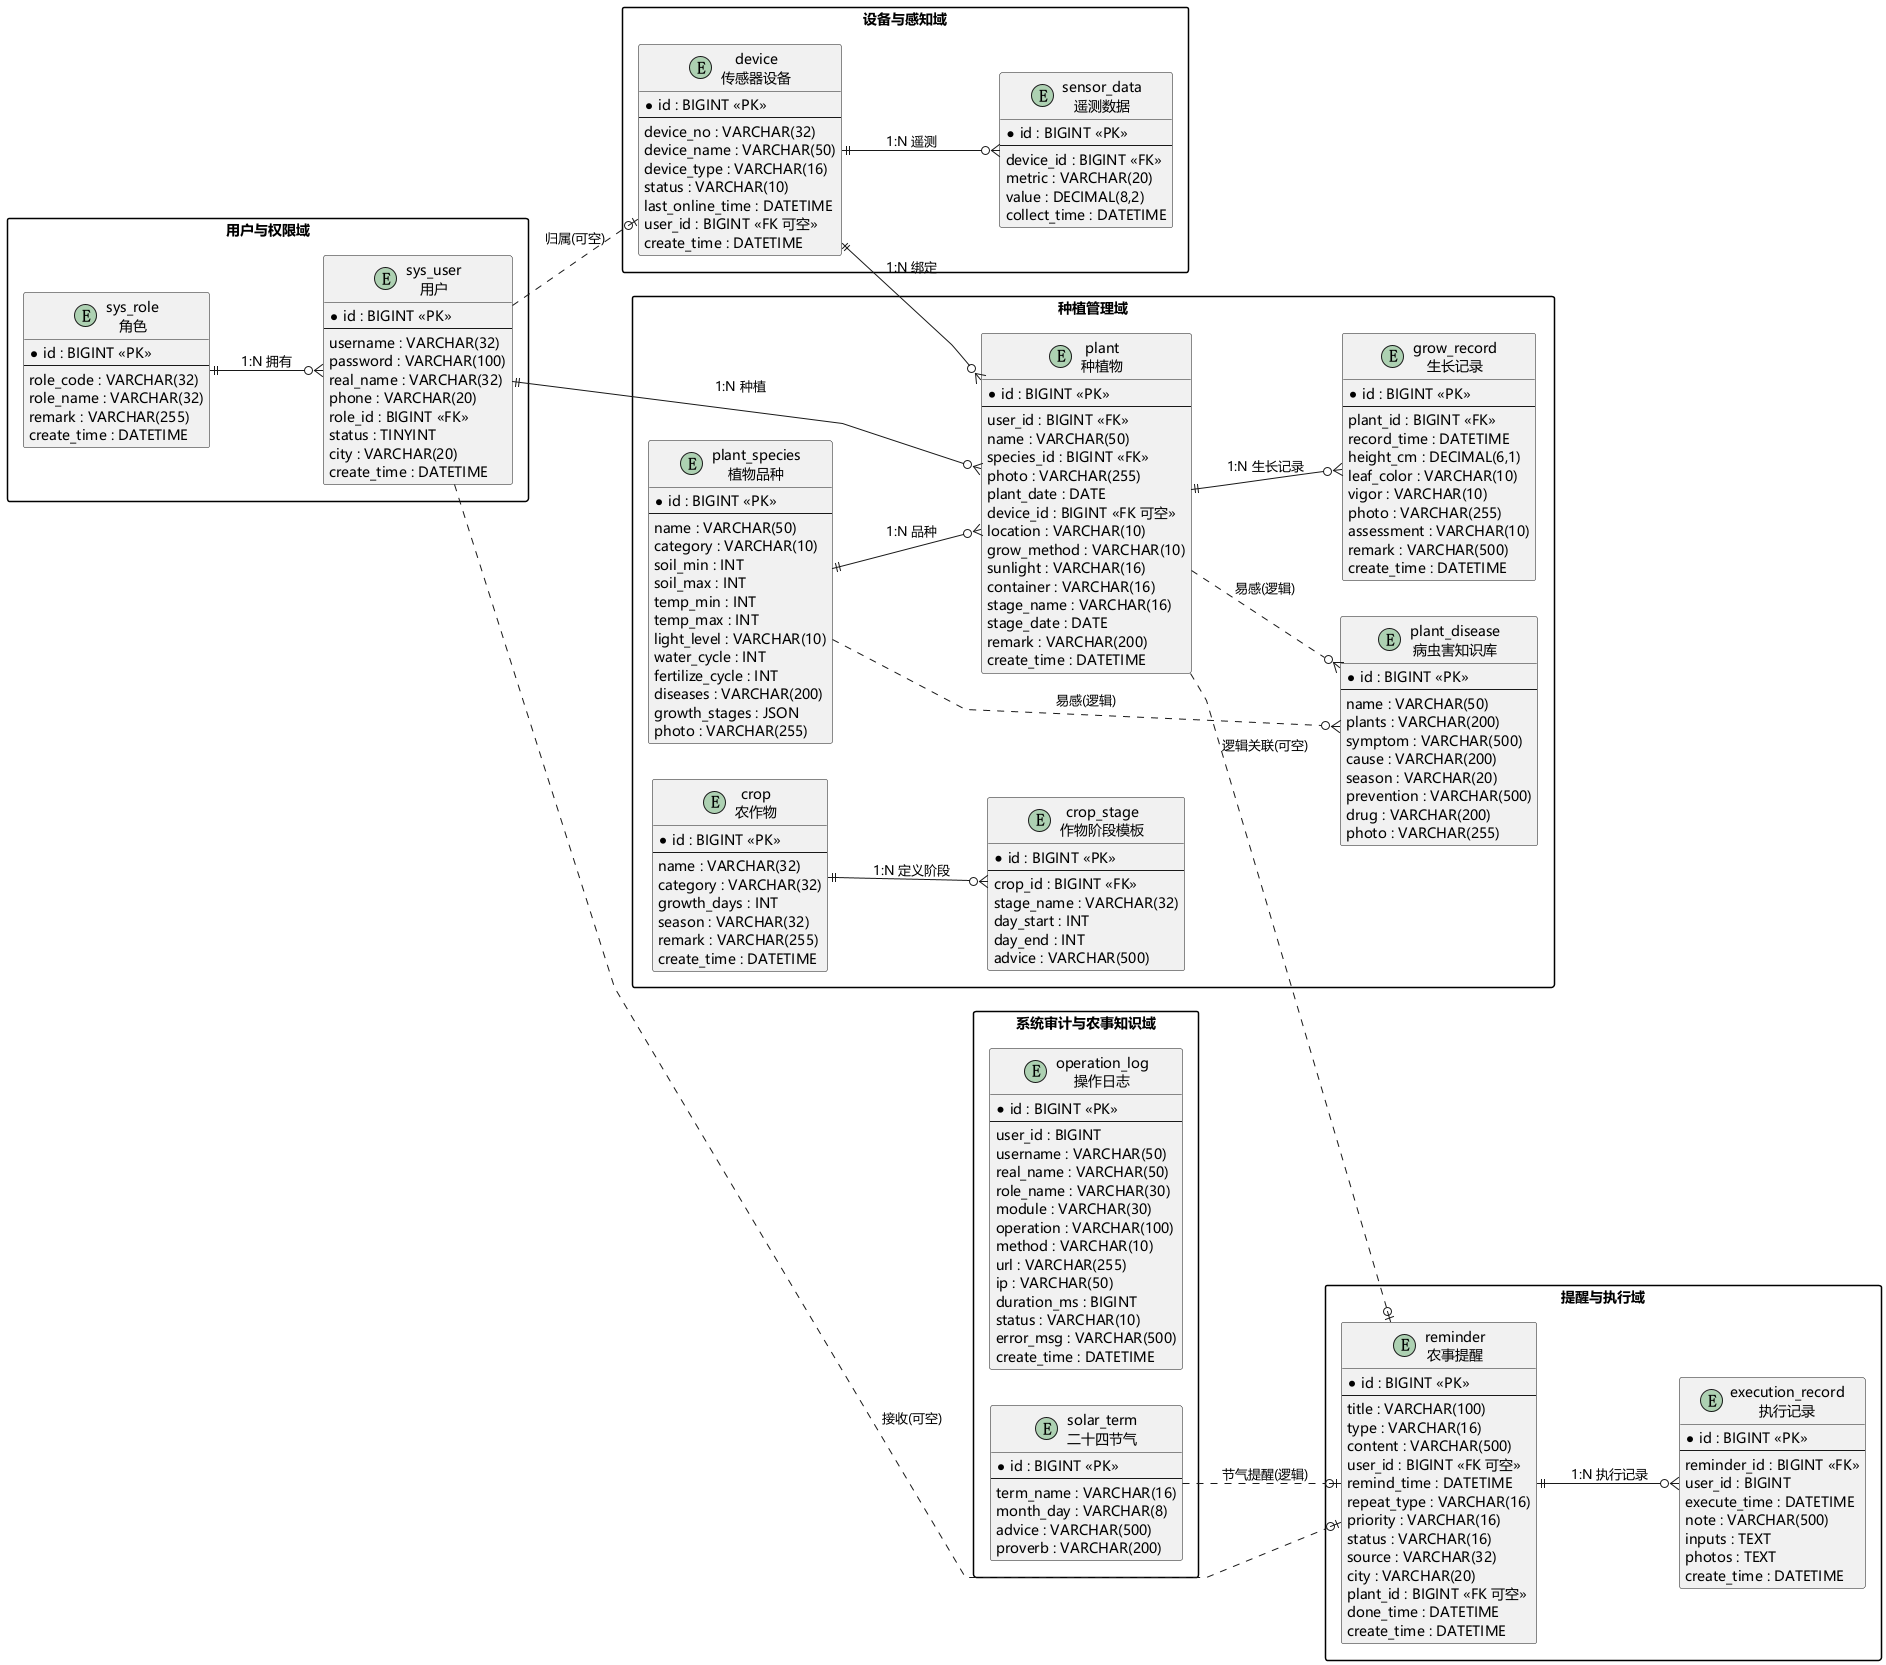 设备与感知域
E
device
传感器设备
* id : BIGINT «PK»
device_no : VARCHAR(32)
device_name : VARCHAR(50)
device_type : VARCHAR(16)
status : VARCHAR(10)
last_online_time : DATETIME
user_id : BIGINT «FK 可空»
create_time : DATETIME
1:N 遥测
E
sensor_data
遥测数据
* id : BIGINT «PK»
device_id : BIGINT «FK»
metric : VARCHAR(20)
value : DECIMAL(8,2)
collect_time : DATETIME
归属(可空)
1:N 绑定
用户与权限域
E
sys_role
角色
* id : BIGINT «PK»
role_code : VARCHAR(32)
role_name : VARCHAR(32)
remark : VARCHAR(255)
create_time : DATETIME
1:N 拥有
E
sys_user
用户
* id : BIGINT «PK»
username : VARCHAR(32)
password : VARCHAR(100)
real_name : VARCHAR(32)
phone : VARCHAR(20)
role_id : BIGINT «FK»
status : TINYINT
city : VARCHAR(20)
create_time : DATETIME
1:N 种植
种植管理域
E
plant
种植物
* id : BIGINT «PK»
user_id : BIGINT «FK»
name : VARCHAR(50)
species_id : BIGINT «FK»
photo : VARCHAR(255)
plant_date : DATE
device_id : BIGINT «FK 可空»
location : VARCHAR(10)
grow_method : VARCHAR(10)
sunlight : VARCHAR(16)
container : VARCHAR(16)
stage_name : VARCHAR(16)
stage_date : DATE
remark : VARCHAR(200)
create_time : DATETIME
1:N 生长记录
E
grow_record
生长记录
* id : BIGINT «PK»
plant_id : BIGINT «FK»
record_time : DATETIME
height_cm : DECIMAL(6,1)
leaf_color : VARCHAR(10)
vigor : VARCHAR(10)
photo : VARCHAR(255)
assessment : VARCHAR(10)
remark : VARCHAR(500)
create_time : DATETIME
E
plant_species
植物品种
* id : BIGINT «PK»
name : VARCHAR(50)
category : VARCHAR(10)
soil_min : INT
soil_max : INT
temp_min : INT
temp_max : INT
light_level : VARCHAR(10)
water_cycle : INT
fertilize_cycle : INT
diseases : VARCHAR(200)
growth_stages : JSON
photo : VARCHAR(255)
1:N 品种
易感(逻辑)
易感(逻辑)
逻辑关联(可空)
E
plant_disease
病虫害知识库
* id : BIGINT «PK»
name : VARCHAR(50)
plants : VARCHAR(200)
symptom : VARCHAR(500)
cause : VARCHAR(200)
season : VARCHAR(20)
prevention : VARCHAR(500)
drug : VARCHAR(200)
photo : VARCHAR(255)
E
crop
农作物
* id : BIGINT «PK»
name : VARCHAR(32)
category : VARCHAR(32)
growth_days : INT
season : VARCHAR(32)
remark : VARCHAR(255)
create_time : DATETIME
1:N 定义阶段
E
crop_stage
作物阶段模板
* id : BIGINT «PK»
crop_id : BIGINT «FK»
stage_name : VARCHAR(32)
day_start : INT
day_end : INT
advice : VARCHAR(500)
系统审计与农事知识域
E
operation_log
操作日志
* id : BIGINT «PK»
user_id : BIGINT
username : VARCHAR(50)
real_name : VARCHAR(50)
role_name : VARCHAR(30)
module : VARCHAR(30)
operation : VARCHAR(100)
method : VARCHAR(10)
url : VARCHAR(255)
ip : VARCHAR(50)
duration_ms : BIGINT
status : VARCHAR(10)
error_msg : VARCHAR(500)
create_time : DATETIME
接收(可空)
E
solar_term
二十四节气
* id : BIGINT «PK»
term_name : VARCHAR(16)
month_day : VARCHAR(8)
advice : VARCHAR(500)
proverb : VARCHAR(200)
节气提醒(逻辑)
提醒与执行域
E
reminder
农事提醒
* id : BIGINT «PK»
title : VARCHAR(100)
type : VARCHAR(16)
content : VARCHAR(500)
user_id : BIGINT «FK 可空»
remind_time : DATETIME
repeat_type : VARCHAR(16)
priority : VARCHAR(16)
status : VARCHAR(16)
source : VARCHAR(32)
city : VARCHAR(20)
plant_id : BIGINT «FK 可空»
done_time : DATETIME
create_time : DATETIME
1:N 执行记录
E
execution_record
执行记录
* id : BIGINT «PK»
reminder_id : BIGINT «FK»
user_id : BIGINT
execute_time : DATETIME
note : VARCHAR(500)
inputs : TEXT
photos : TEXT
create_time : DATETIME